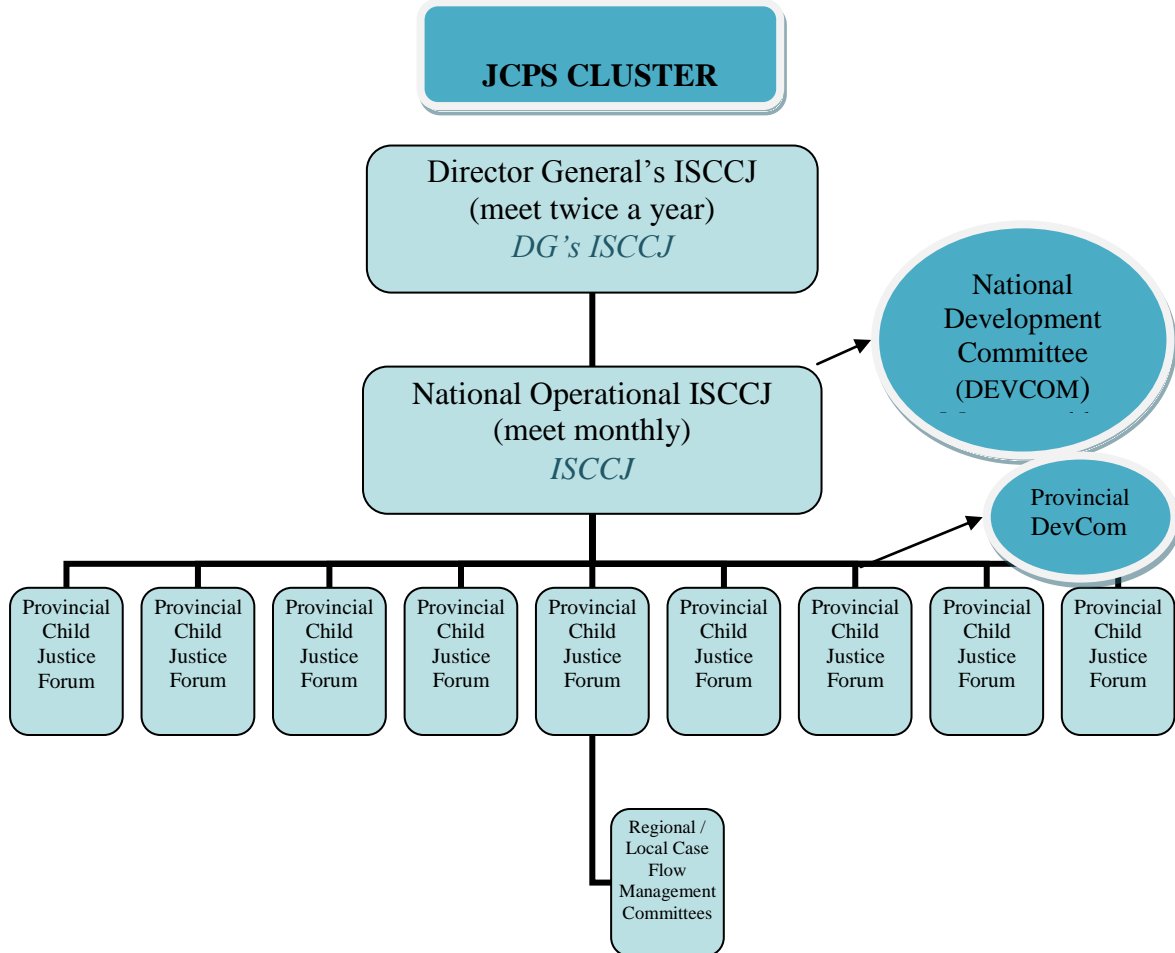 JCPS CLUSTER
Director General’s ISCCJ
(meet twice a year)
DG’s ISCCJ
National
Development
Committee
(DEVCOM)
National Operational ISCCJ
(meet monthly)
ISCCJ
Provincial
DevCom
Provincial
Child
Justice
Forum
Provincial
Child
Justice
Forum
Provincial
Child
Justice
Forum
Provincial
Child
Justice
Forum
Provincial
Child
Justice
Forum
Provincial
Child
Justice
Forum
Provincial
Child
Justice
Forum
Provincial
Child
Justice
Forum
Provincial
Child
Justice
Forum
Regional /
Local Case
Flow
Management
Committees